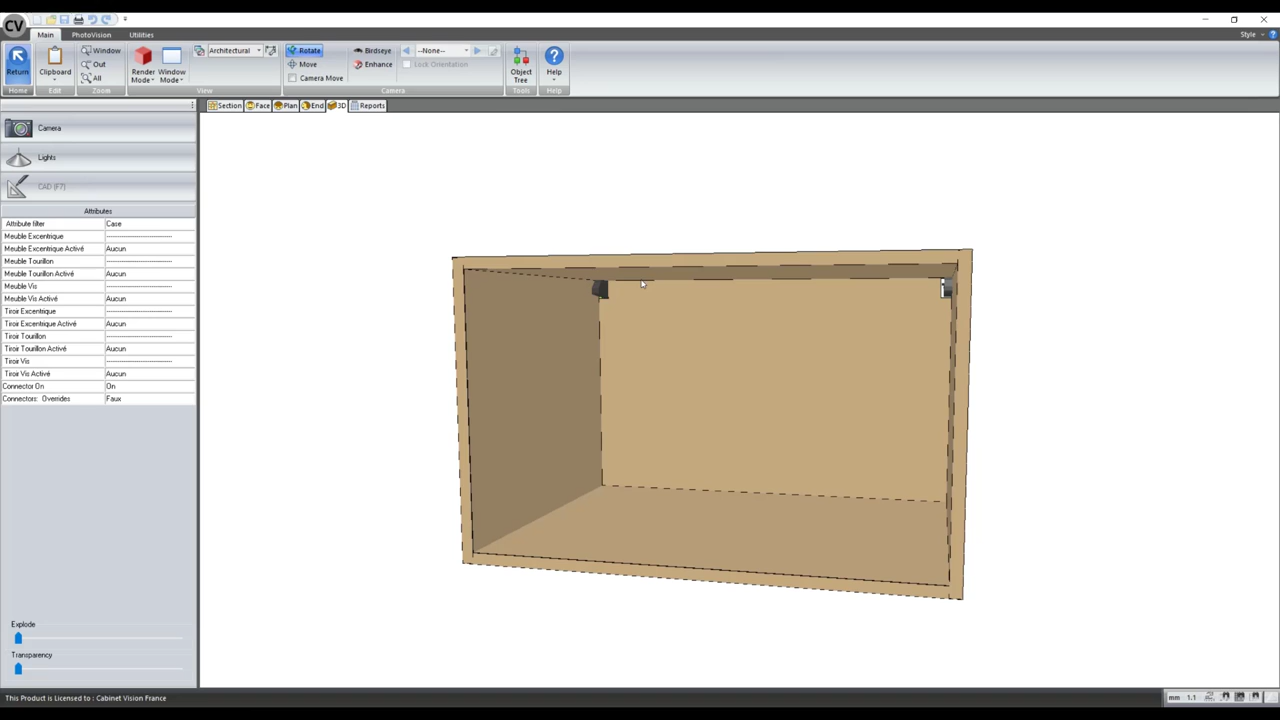 CV
Main PhotoVision Utilities Style
Return
Home
Clipboard
Edit
Window
Out
All
Zoom
Render Mode
Window Mode
Architectural
View
Rotate
Move
Camera Move
Birdseye
Enhance
--None--
Lock Orientation
Camera
Object Tree
Tools
Help
Help
Section Face Plan End 3D Reports
Camera
Lights
CAD (F7)
Attributes
Attribute filter Case
Meuble Excentrique --------------------------------
Meuble Excentrique Activé Aucun
Meuble Tourillon --------------------------------
Meuble Tourillon Activé Aucun
Meuble Vis --------------------------------
Meuble Vis Activé Aucun
Tiroir Excentrique --------------------------------
Tiroir Excentrique Activé Aucun
Tiroir Tourillon --------------------------------
Tiroir Tourillon Activé Aucun
Tiroir Vis --------------------------------
Tiroir Vis Activé Aucun
Connector On On
Connectors: Overrides Faux
Explode
Transparency
This Product is Licensed to : Cabinet Vision France
mm 1.1